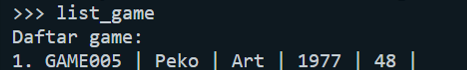 >>> list_game
Daftar game:
1. GAME005 | Peko | Art | 1977 | 48 |